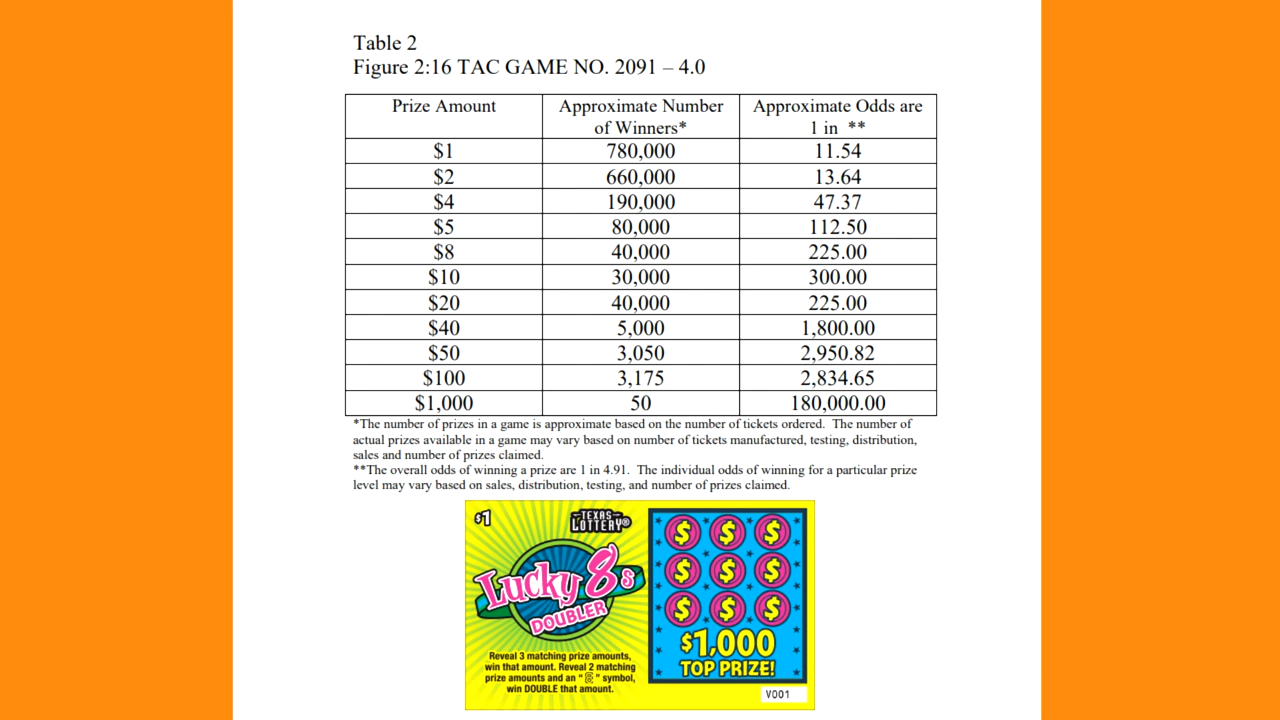 Table 2
Figure 2:16 TAC GAME NO. 2091 – 4.0
Prize Amount Approximate Number of Winners* Approximate Odds are 1 in **
$1 780,000 11.54
$2 660,000 13.64
$4 190,000 47.37
$5 80,000 112.50
$8 40,000 225.00
$10 30,000 300.00
$20 40,000 225.00
$40 5,000 1,800.00
$50 3,050 2,950.82
$100 3,175 2,834.65
$1,000 50 180,000.00
*The number of prizes in a game is approximate based on the number of tickets ordered. The number of
actual prizes available in a game may vary based on number of tickets manufactured, testing, distribution,
sales and number of prizes claimed.
**The overall odds of winning a prize are 1 in 4.91. The individual odds of winning for a particular prize
level may vary based on sales, distribution, testing, and number of prizes claimed.
$1
TEXAS
LOTTERY®
Lucky 8s
DOUBLER
Reveal 3 matching prize amounts,
win that amount. Reveal 2 matching
prize amounts and an "8" symbol,
win DOUBLE that amount.
$ $ $
$ $ $
$ $ $
$1,000
TOP PRIZE!
V001